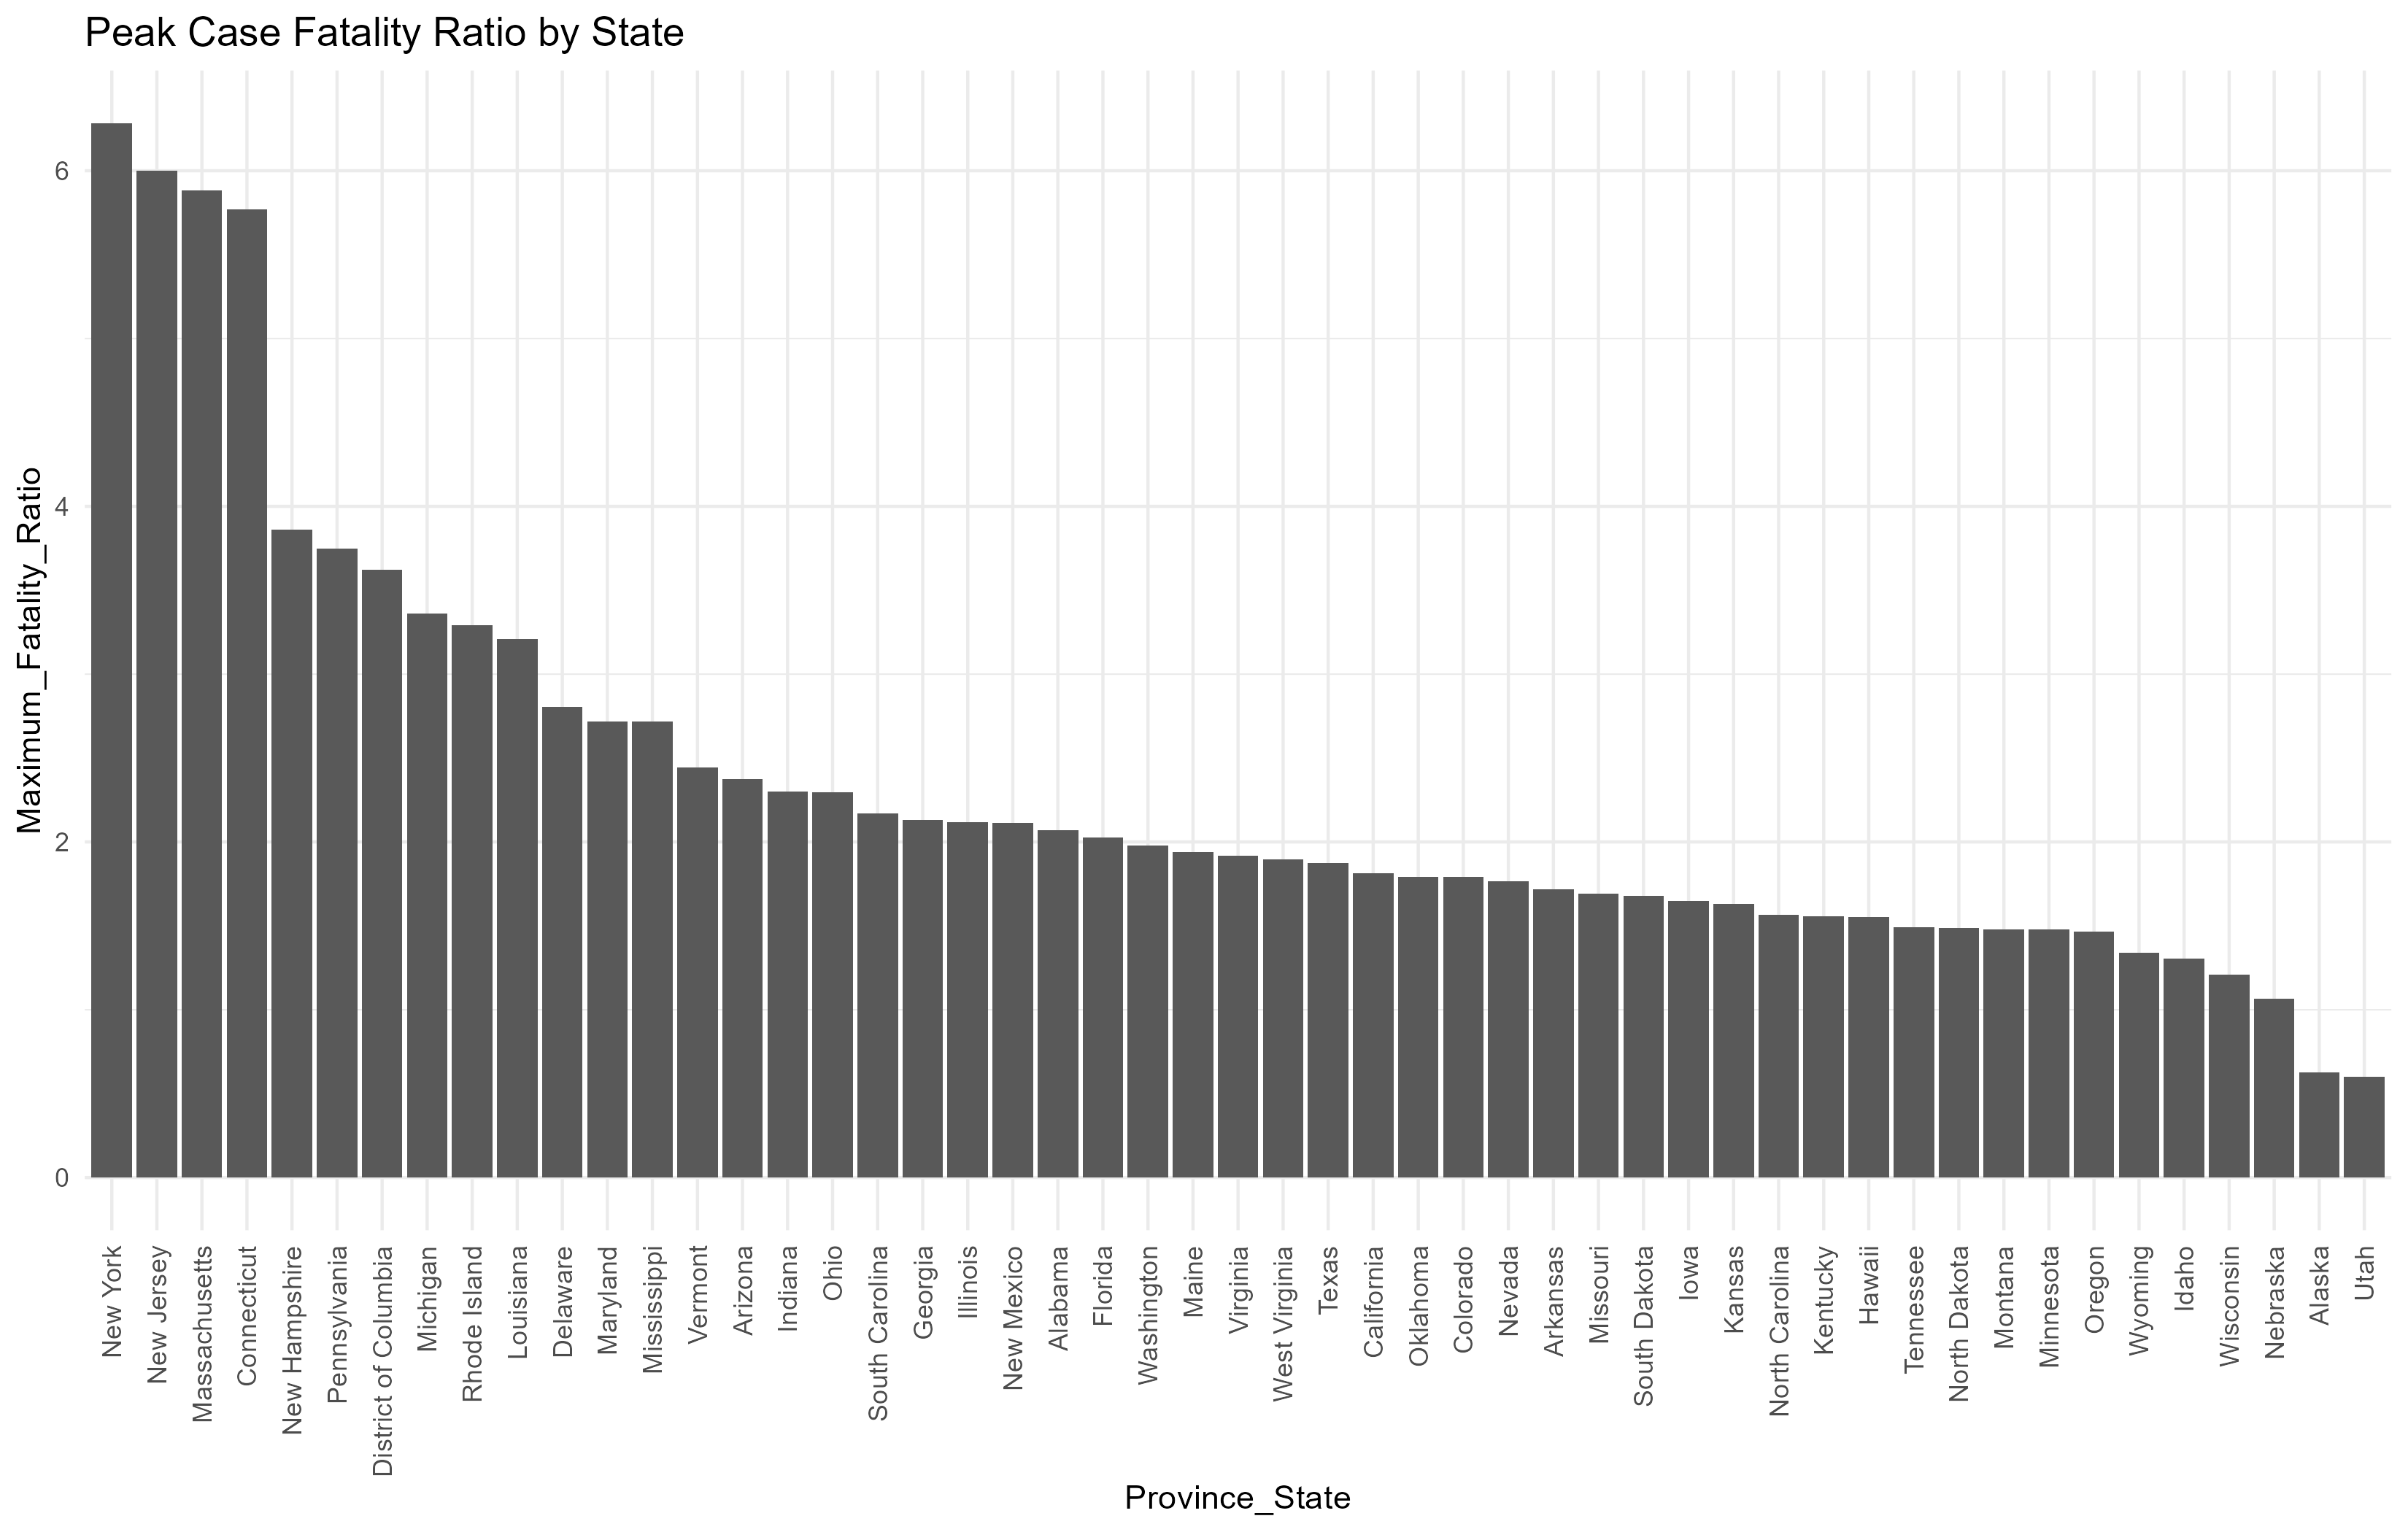 Peak Case Fatality Ratio by State
Maximum_Fatality_Ratio
6
4
2
0
New York
New Jersey
Massachusetts
Connecticut
New Hampshire
Pennsylvania
District of Columbia
Michigan
Rhode Island
Louisiana
Delaware
Maryland
Mississippi
Vermont
Arizona
Indiana
Ohio
South Carolina
Georgia
Illinois
New Mexico
Alabama
Florida
Washington
Maine
Virginia
West Virginia
Texas
California
Oklahoma
Colorado
Nevada
Arkansas
Missouri
South Dakota
Iowa
Kansas
North Carolina
Kentucky
Hawaii
Tennessee
North Dakota
Montana
Minnesota
Oregon
Wyoming
Idaho
Wisconsin
Nebraska
Alaska
Utah
Province_State